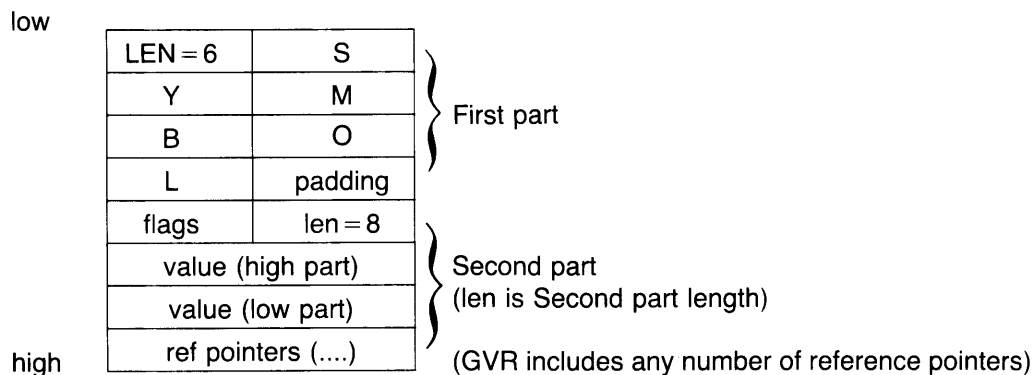 low
LEN=6 S
Y M
B O
First part
L padding
flags len=8
value (high part)
Second part
value (low part)
(len is Second part length)
ref pointers (....)
high
(GVR includes any number of reference pointers)